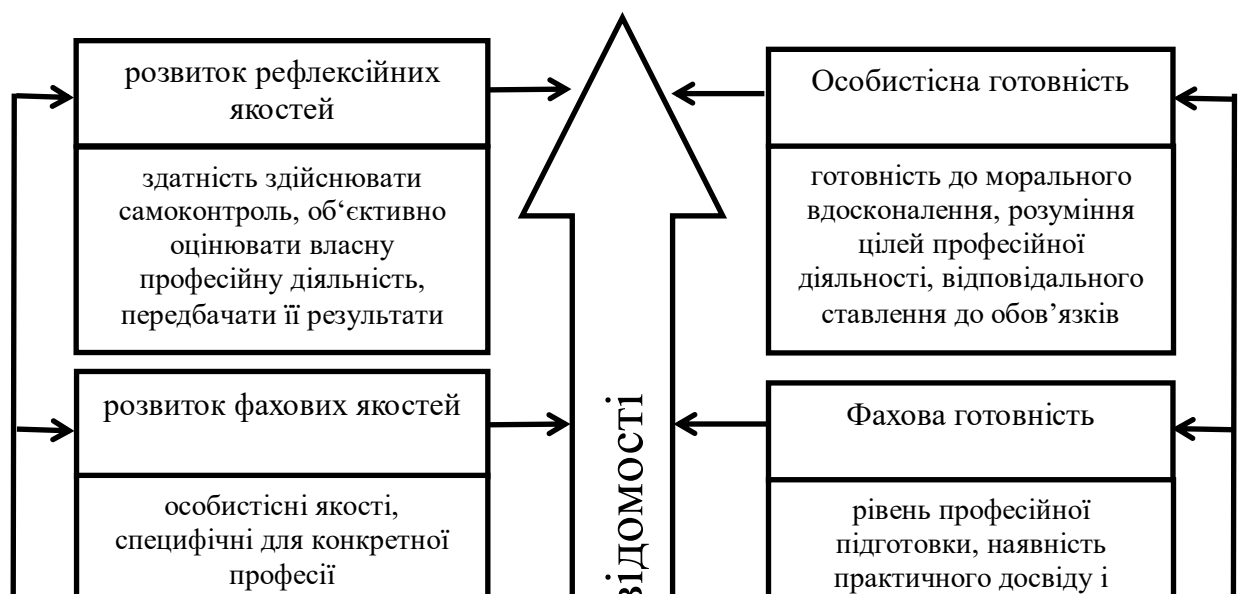 розвиток рефлексійних
якостей
здатність здійснювати
самоконтроль, об‘єктивно
оцінювати власну
професійну діяльність,
передбачати її результати
розвиток фахових якостей
особистісні якості,
специфічні для конкретної
професії
відомості
Особистісна готовність
готовність до морального
вдосконалення, розуміння
цілей професійної
діяльності, відповідального
ставлення до обов’язків
Фахова готовність
рівень професійної
підготовки, наявність
практичного досвіду і